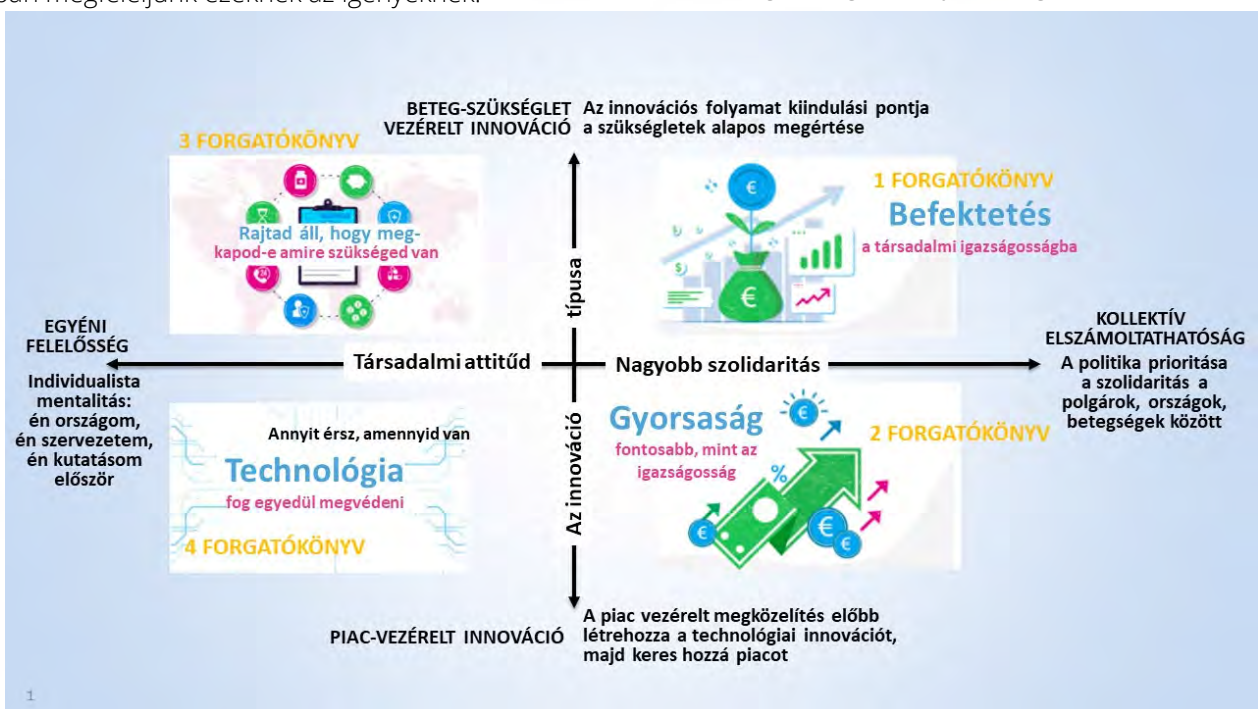 megfeleljünk ezeknek az igényeknek.
BETEG-SZÜKSÉGLET
VEZÉRELT INNOVÁCIÓ
Az innovációs folyamat kiindulási pontja
a szükségletek alapos megértése
3 FORGATÓKÖNYV
Rajtad áll, hogy meg-
kapod-e amire szükséged van
1 FORGATÓKÖNYV
Befektetés
a társadalmi igazságosságba
EGYÉNI
FELELŐSSÉG
Individualista
mentalitás:
én országom,
én szervezetem,
én kutatásom
először
Társadalmi attitűd
Nagyobb szolidaritás
KOLLEKTÍV
ELSZÁMOLTATHATÓSÁG
A politika prioritása
a szolidaritás a
polgárok, országok,
betegségek között
Az innováció típusa
Annyit érsz, amennyid van
Technológia
fog egyedül megvédeni
4 FORGATÓKÖNYV
Gyorsaság
fontosabb, mint az
igazságosság
2 FORGATÓKÖNYV
%
PIAC-VEZÉRELT INNOVÁCIÓ
A piac vezérelt megközelítés előbb
létrehozza a technológiai innovációt,
majd keres hozzá piacot
1